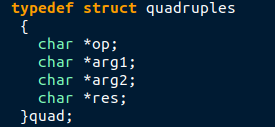 typedef struct quadruples
{
char *op;
char *arg1;
char *arg2;
char *res;
}quad;